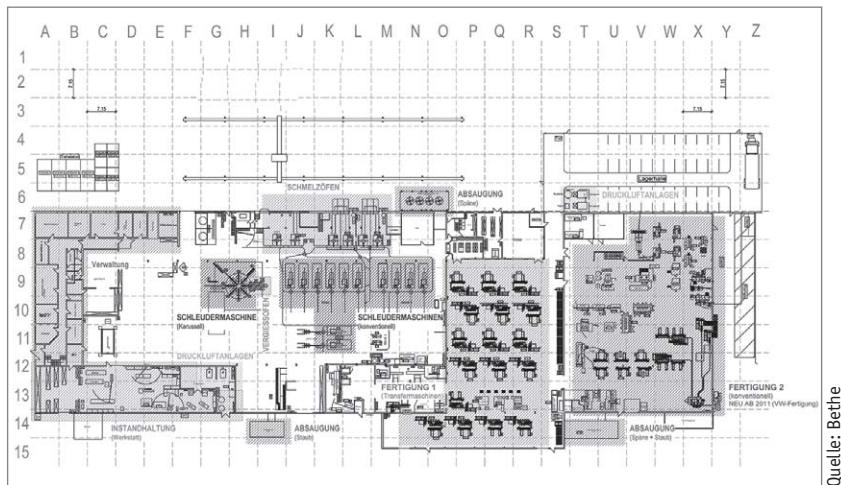 A B C D E F G H I J K L M N O P Q R S T U V W X Y Z
1
2
3
4
5
6
7
8
9
10
11
12
13
14
15
7.15
7.15
7.15
7.15
SCHMELZÖFEN
ABSAUGUNG
(Späne)
Lagerhalle
DRUCKLUFTANLAGEN
Verwaltung
SCHLEUDERMASCHINE
(Karussell)
VERGIESSÖFEN
SCHLEUDERMASCHINEN
(konventionell)
DRUCKLUFTANLAGEN
FERTIGUNG 1
(Transfermaschinen)
FERTIGUNG 2
(konventionell)
NEU AB 2011 (VW-Fertigung)
INSTANDHALTUNG
(Werkstatt)
ABSAUGUNG
(Staub)
ABSAUGUNG
(Späne + Staub)
Quelle: Bethe